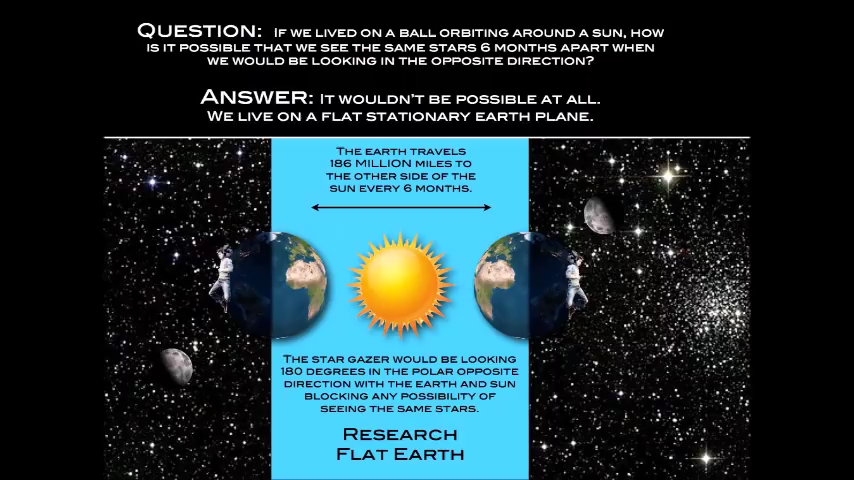 QUESTION: IF WE LIVED ON A BALL ORBITING AROUND A SUN, HOW
IS IT POSSIBLE THAT WE SEE THE SAME STARS 6 MONTHS APART WHEN
WE WOULD BE LOOKING IN THE OPPOSITE DIRECTION?
ANSWER: IT WOULDN'T BE POSSIBLE AT ALL.
WE LIVE ON A FLAT STATIONARY EARTH PLANE.
THE EARTH TRAVELS
186 MILLION MILES TO
THE OTHER SIDE OF THE
SUN EVERY 6 MONTHS.
THE STAR GAZER WOULD BE LOOKING
180 DEGREES IN THE POLAR OPPOSITE
DIRECTION WITH THE EARTH AND SUN
BLOCKING ANY POSSIBILITY OF
SEEING THE SAME STARS.
RESEARCH
FLAT EARTH